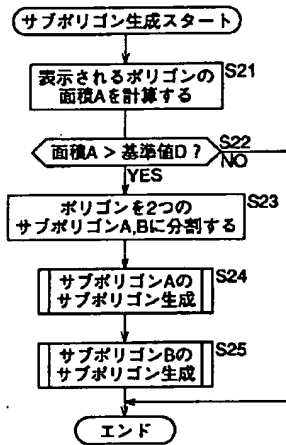 サブポリゴン生成スタート
表示されるポリゴンの
面積Aを計算する
S21
面積A > 基準値D ?
S22
NO
YES
ポリゴンを2つの
サブポリゴンA,Bに分割する
S23
サブポリゴンAの
サブポリゴン生成
S24
サブポリゴンBの
サブポリゴン生成
S25
エンド